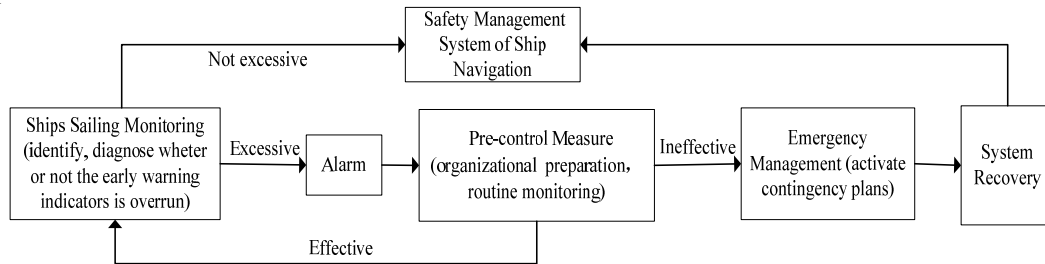 Safety Management
System of Ship
Navigation
Not excessive
Ships Sailing Monitoring
(identify, diagnose wheter
or not the early warning
indicators is overrun)
Excessive
Alarm
Pre-control Measure
(organizational preparation,
routine monitoring)
Ineffective
Emergency
Management (activate
contingency plans)
System
Recovery
Effective